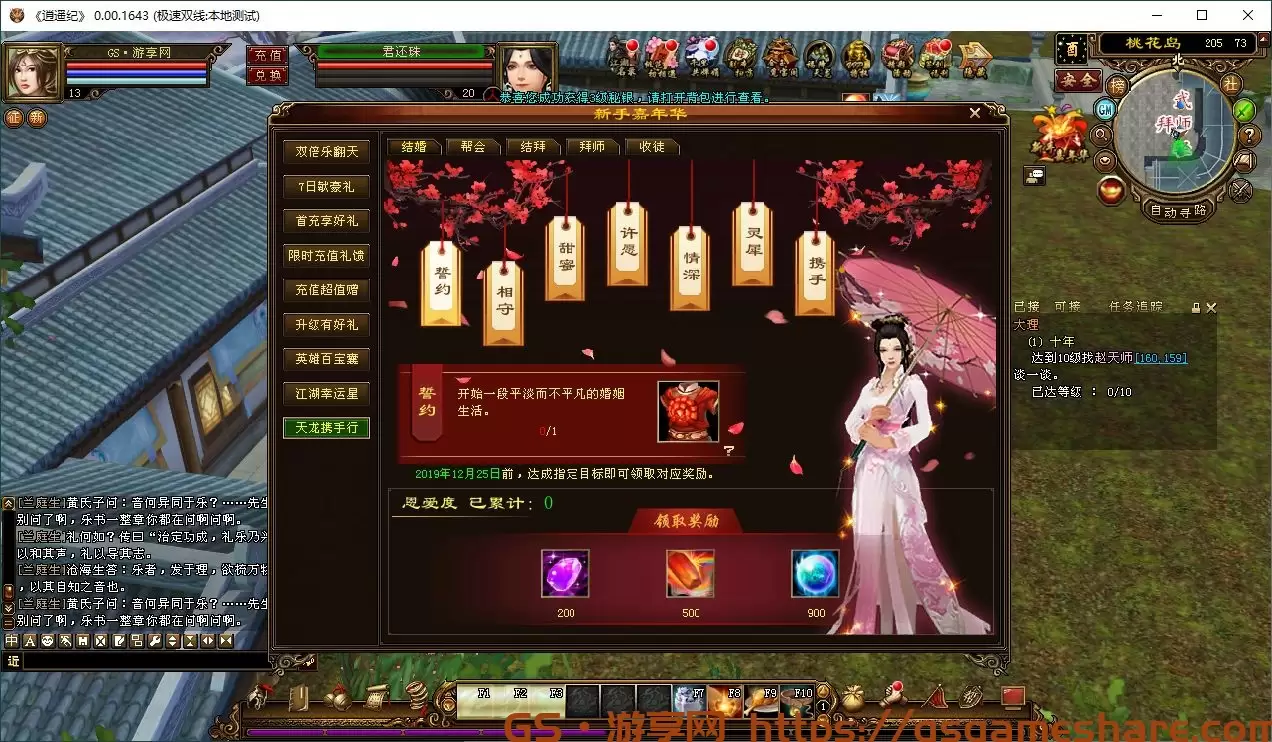 《逍遥纪》 0.00.1643 (极速双线:本地测试)
GS·游享网
13
充值
兑换
君还珠
20
酉
桃花岛 205 73
安全
北
榜
社
GM
武
拜师
自动寻路
征 新
恭喜您成功获得3级秘银，请打开背包进行查看。
新手嘉年华
双倍乐翻天
7日献豪礼
首充享好礼
限时充值礼馈
充值超值赠
升级有好礼
英雄百宝囊
江湖幸运星
天龙携手行
结婚 帮会 结拜 拜师 收徒
誓约
相守
甜蜜
许愿
情深
灵犀
携手
誓约
开始一段平淡而不平凡的婚姻
生活。
0/1
?
2019年12月25日前，达成指定目标即可领取对应奖励。
恩爱度 已累计: 0
领取奖励
200
500
900
已接 可接 任务追踪
大理
(1) 十年
达到10级找赵天师[160,159]
谈一谈。
已达等级 : 0/10
[兰庭生]黄氏子问：音何异同于乐？……先生
别问了啊，乐书一整章你都在问啊问啊。
[兰庭生]礼何如？传曰“治定功成，礼乐乃兴
以和其声，礼以导其志。
[兰庭生]沧海生答：乐者，发于理，欲梳万物
，以其自知之音也。
[兰庭生]黄氏子问：音何异同于乐？……先生
别问了啊，乐书一整章你都在问啊问啊。
中 A
近
F1 F2 F3 F7 F8 F9 F10
1
GS·游享网 https://gsgameshare.com